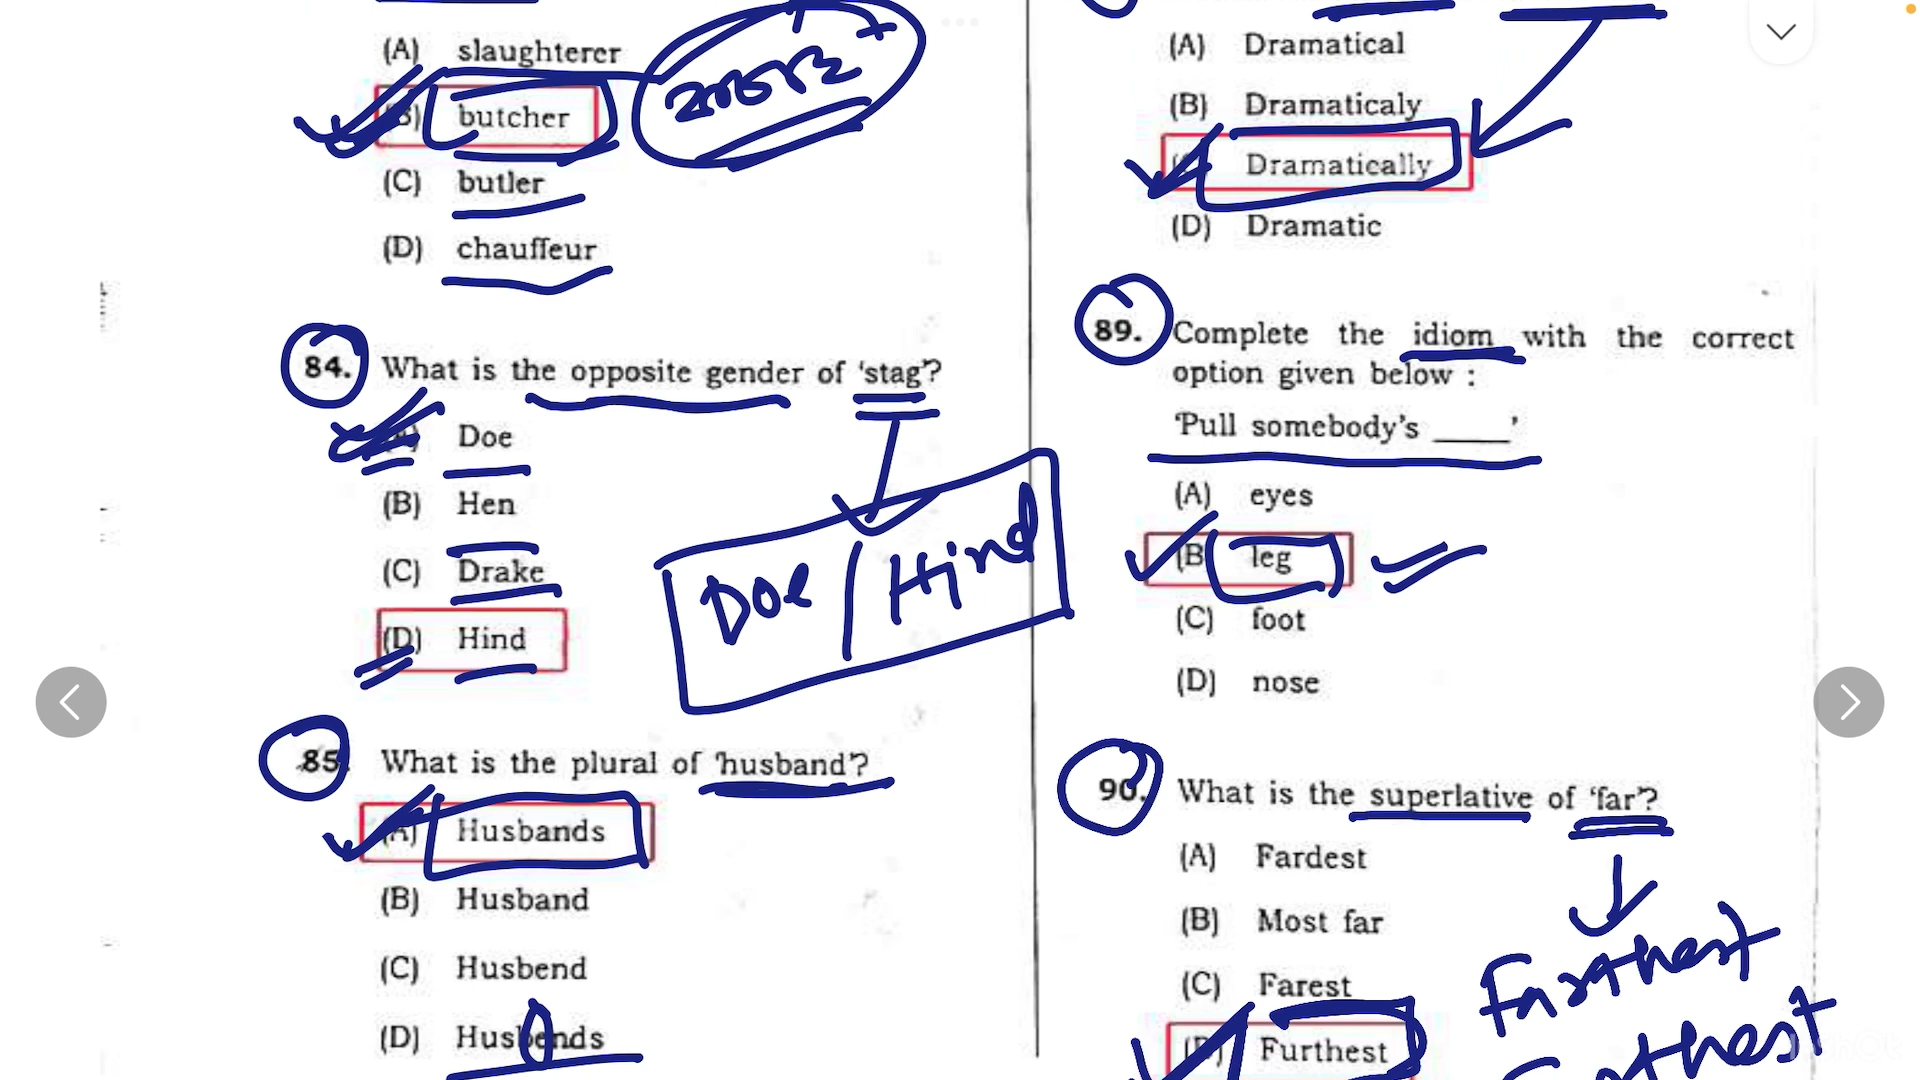 (A) slaughterer
(B) butcher
(C) butler
(D) chauffeur
84. What is the opposite gender of 'stag'?
(A) Doe
(B) Hen
(C) Drake
(D) Hind
Doe / Hind
85. What is the plural of 'husband'?
(A) Husbands
(B) Husband
(C) Husbend
(D) Husbends
(A) Dramatical
(B) Dramaticaly
(C) Dramatically
(D) Dramatic
89. Complete the idiom with the correct
option given below :
'Pull somebody's ____'
(A) eyes
(B) leg
(C) foot
(D) nose
90. What is the superlative of 'far'?
(A) Fardest
(B) Most far
(C) Farest
(D) Furthest
Farthest